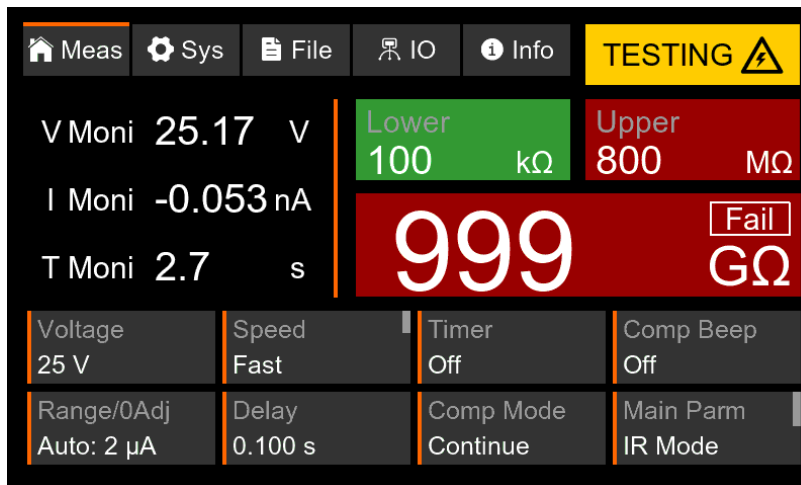 Meas Sys File IO Info TESTING
V Moni 25.17 V
I Moni -0.053 nA
T Moni 2.7 s
Lower Upper
100 kΩ 800 MΩ
Fail
999 GΩ
Voltage Speed Timer Comp Beep
25 V Fast Off Off
Range/0Adj Delay Comp Mode Main Parm
Auto: 2 μA 0.100 s Continue IR Mode